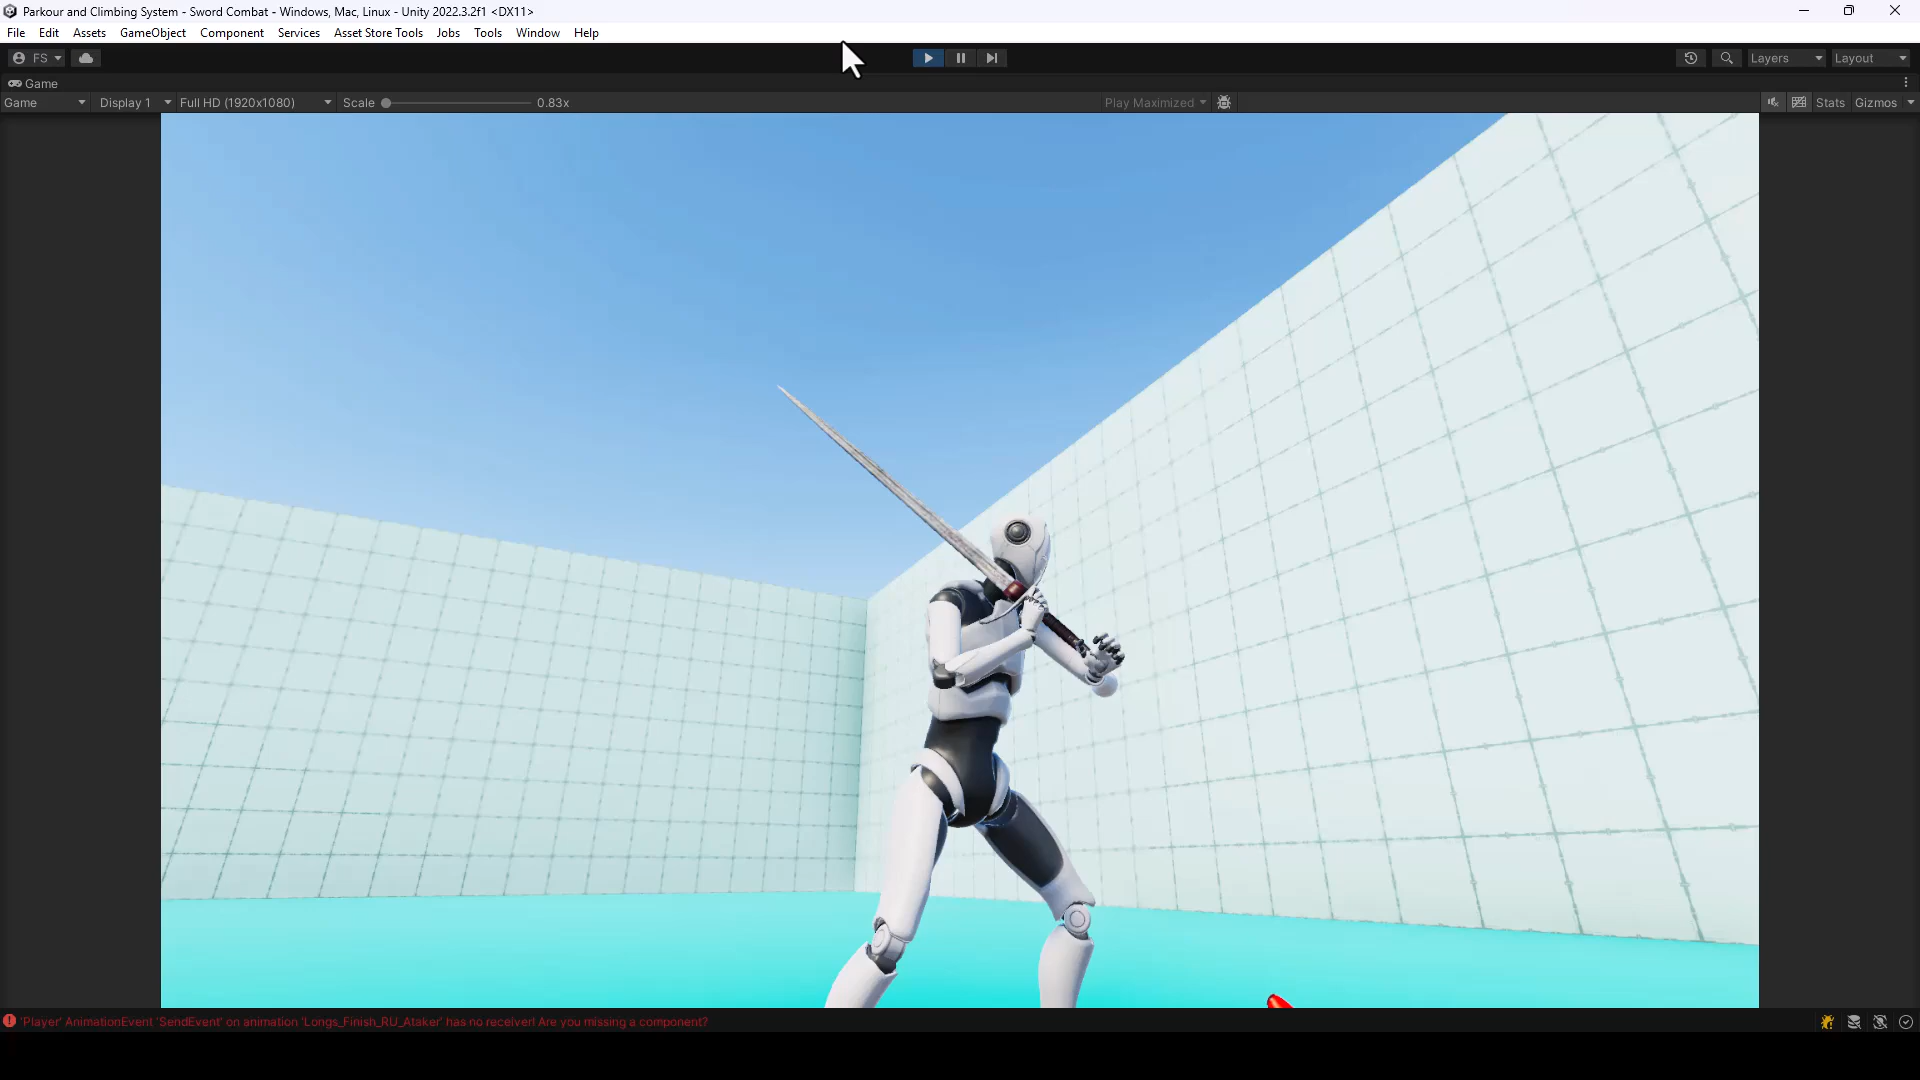 Parkour and Climbing System - Sword Combat - Windows, Mac, Linux - Unity 2022.3.2f1 <DX11>
File Edit Assets GameObject Component Services Asset Store Tools Jobs Tools Window Help
FS Layers Layout
Game
Game Display 1 Full HD (1920x1080) Scale 0.83x Play Maximized Stats Gizmos
'Player' AnimationEvent 'SendEvent' on animation 'Longs_Finish_RU_Ataker' has no receiver! Are you missing a component?